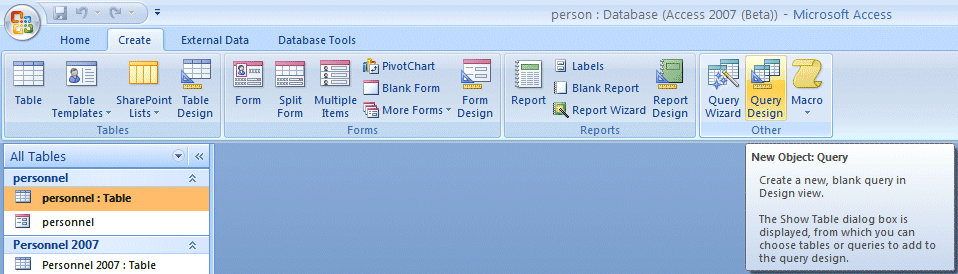 person : Database (Access 2007 (Beta)) - Microsoft Access
Home Create External Data Database Tools
Table Table Templates SharePoint Lists Table Design
Tables
Form Split Form Multiple Items PivotChart Blank Form More Forms Form Design
Forms
Report Labels Blank Report Report Wizard Report Design
Reports
Query Wizard Query Design Macro
Other
All Tables
personnel
personnel : Table
personnel
Personnel 2007
Personnel 2007 : Table
New Object: Query
Create a new, blank query in
Design view.
The Show Table dialog box is
displayed, from which you can
choose tables or queries to add to
the query design.